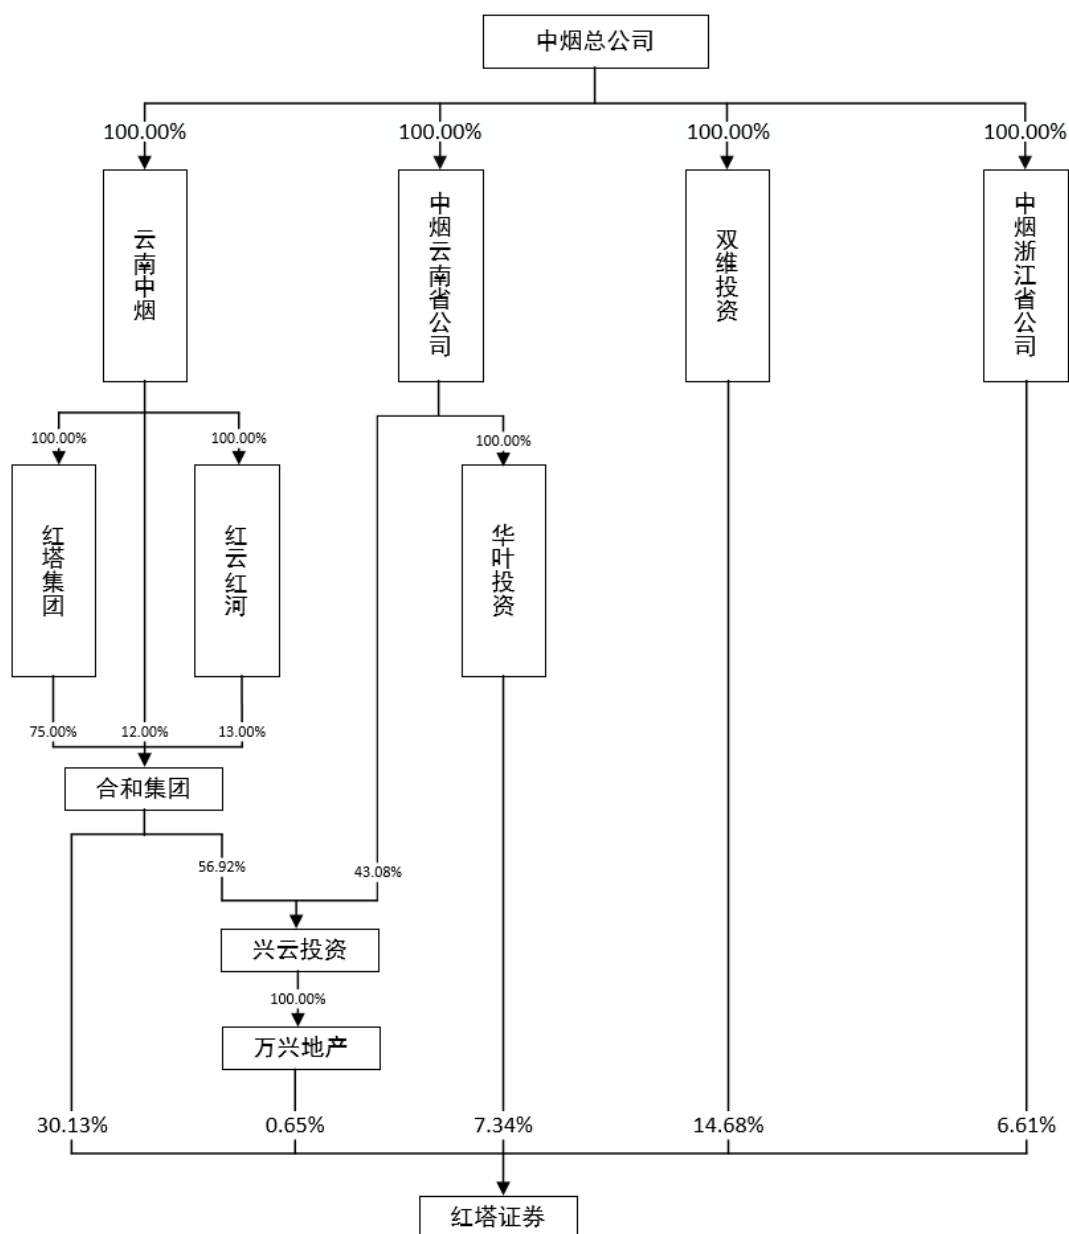 中烟总公司
100.00%
100.00%
100.00%
100.00%
云南中烟
中烟云南省公司
双维投资
中烟浙江省公司
100.00%
100.00%
100.00%
红塔集团
红云红河
华叶投资
75.00%
12.00%
13.00%
合和集团
56.92%
43.08%
兴云投资
100.00%
万兴地产
30.13%
0.65%
7.34%
14.68%
6.61%
红塔证券